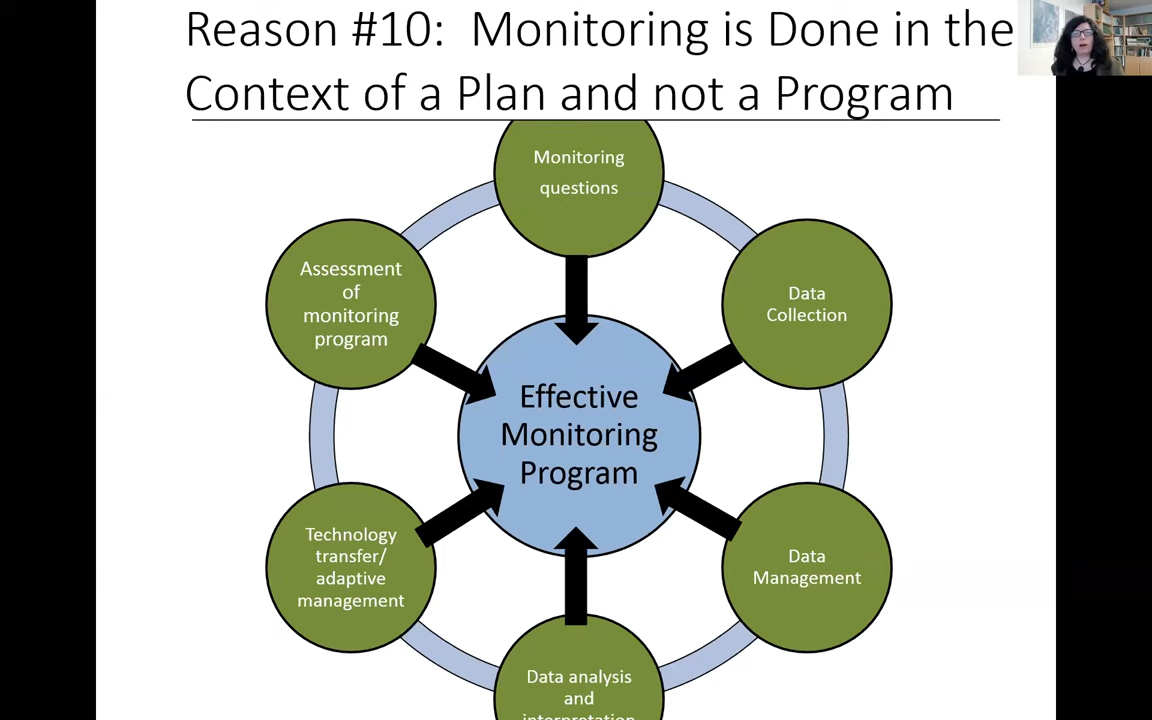 Reason #10:  Monitoring is Done in the
Context of a Plan and not a Program
Monitoring
questions
Data
Collection
Data
Management
Data analysis
and
interpretation
Technology
transfer/
adaptive
management
Assessment
of
monitoring
program
Effective
Monitoring
Program